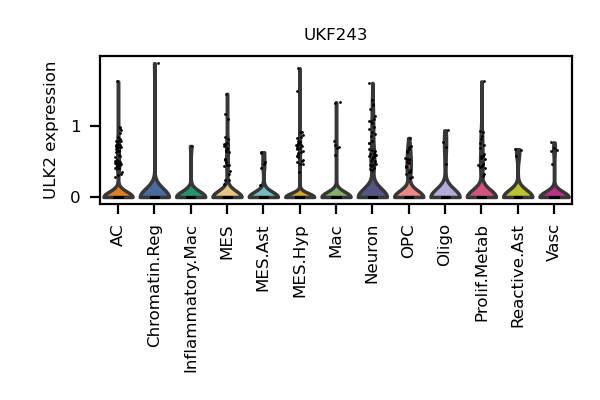 UKF243
ULK2 expression
1
0
AC
Chromatin.Reg
Inflammatory.Mac
MES
MES.Ast
MES.Hyp
Mac
Neuron
OPC
Oligo
Prolif.Metab
Reactive.Ast
Vasc